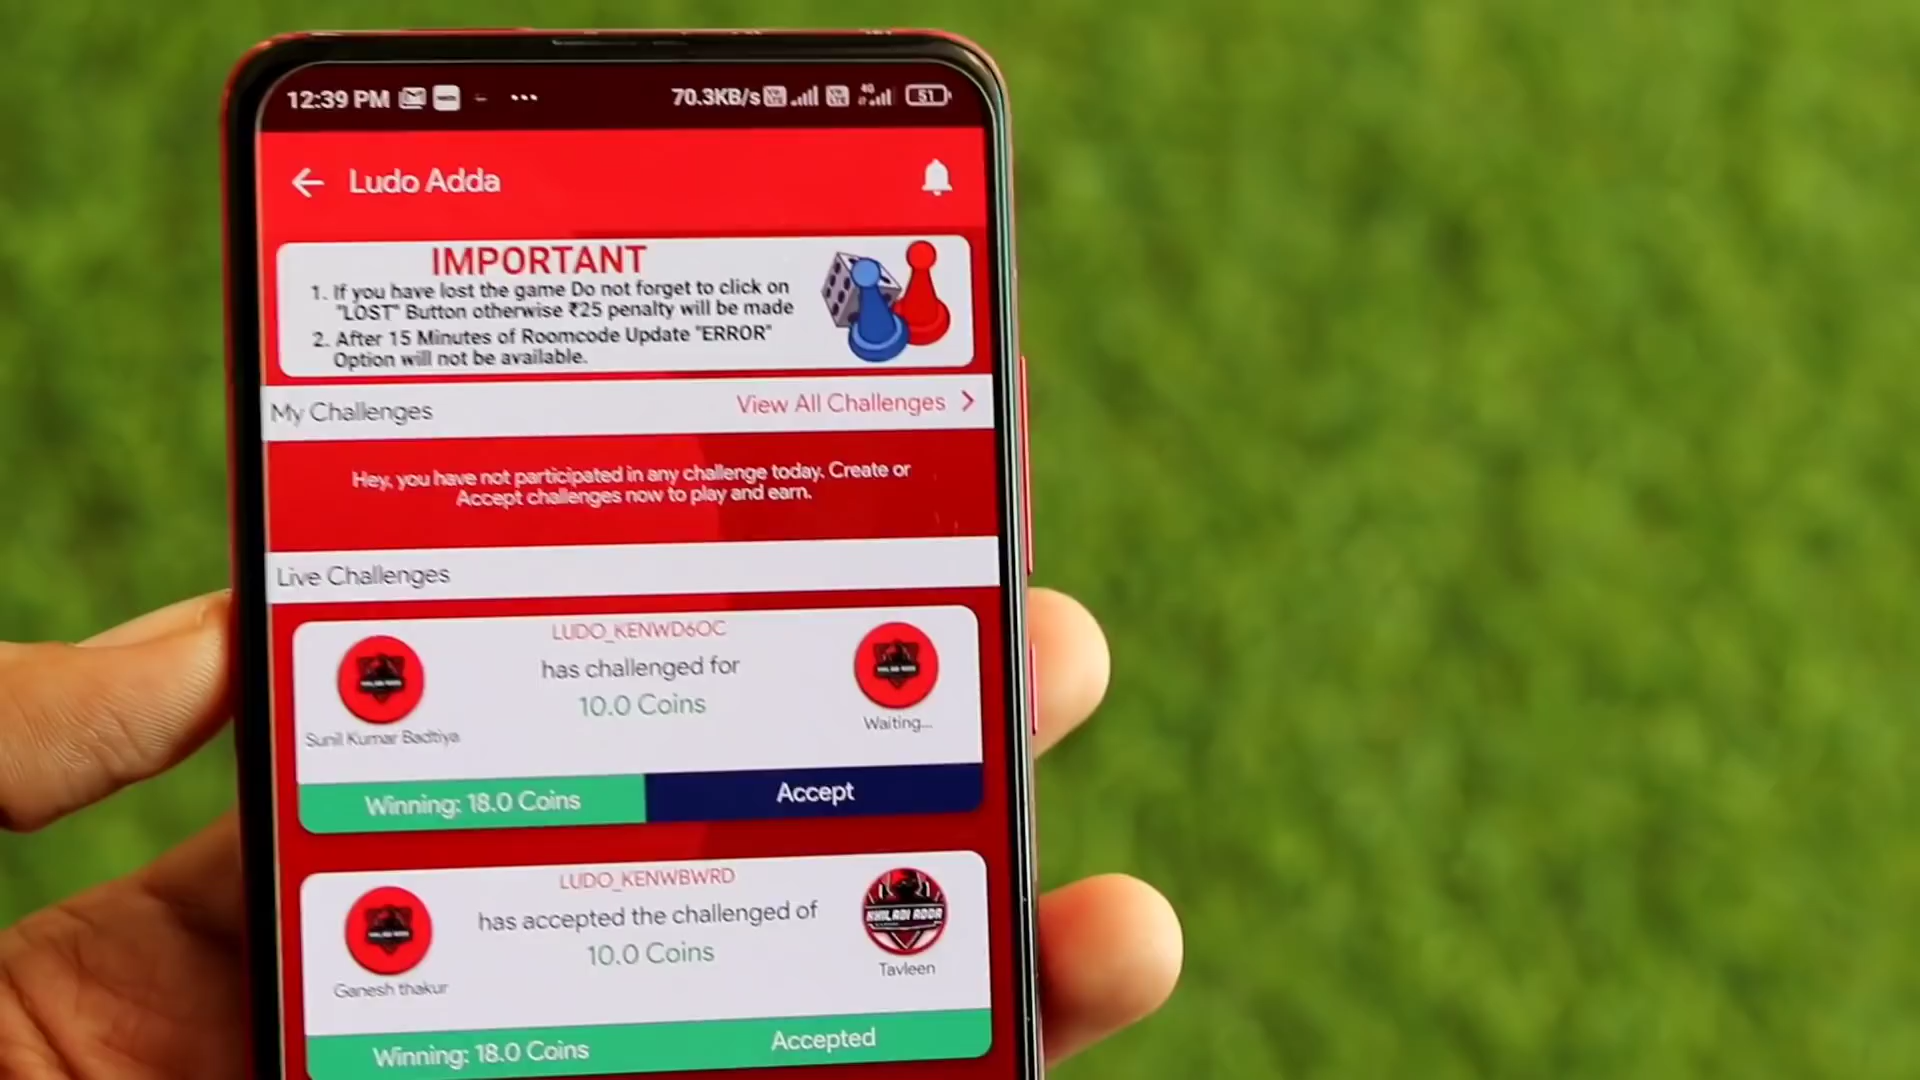 12:39 PM
70.3KB/s
4G
51
Ludo Adda
IMPORTANT
1. If you have lost the game Do not forget to click on
"LOST" Button otherwise ₹25 penalty will be made
2. After 15 Minutes of Roomcode Update "ERROR"
Option will not be available.
My Challenges
View All Challenges
Hey, you have not participated in any challenge today. Create or
Accept challenges now to play and earn.
Live Challenges
LUDO_KENWD6OC
has challenged for
10.0 Coins
Sunil Kumar Badtiya
Waiting...
Winning: 18.0 Coins
Accept
LUDO_KENWBWRD
has accepted the challenged of
10.0 Coins
KHILADI ADDA
Ganesh thakur
Tavleen
Winning: 18.0 Coins
Accepted